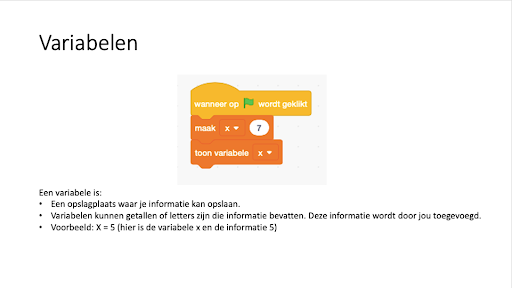 Variabelen
wanneer op wordt geklikt
maak x 7
toon variabele x
Een variabele is:
• Een opslagplaats waar je informatie kan opslaan.
• Variabelen kunnen getallen of letters zijn die informatie bevatten. Deze informatie wordt door jou toegevoegd.
• Voorbeeld: X = 5 (hier is de variabele x en de informatie 5)